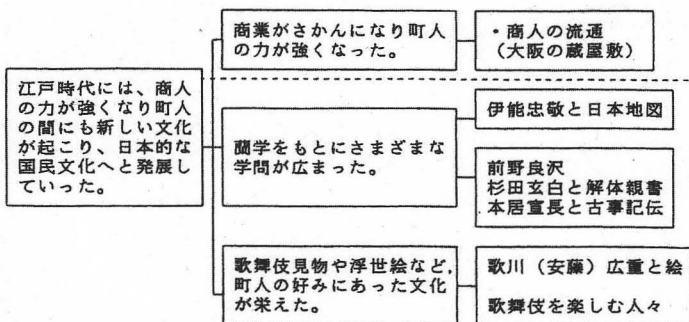 江戸時代には、商人
の力が強くなり町人
の間にも新しい文化
が起こり、日本的な
国民文化へと発展し
ていった。
商業がさかんになり町人
の力が強くなった。
・商人の流通
（大阪の蔵屋敷）
蘭学をもとにさまざまな
学問が広まった。
伊能忠敬と日本地図
前野良沢
杉田玄白と解体親書
本居宣長と古事記伝
歌舞伎見物や浮世絵など，
町人の好みにあった文化
が栄えた。
歌川（安藤）広重と絵
歌舞伎を楽しむ人々